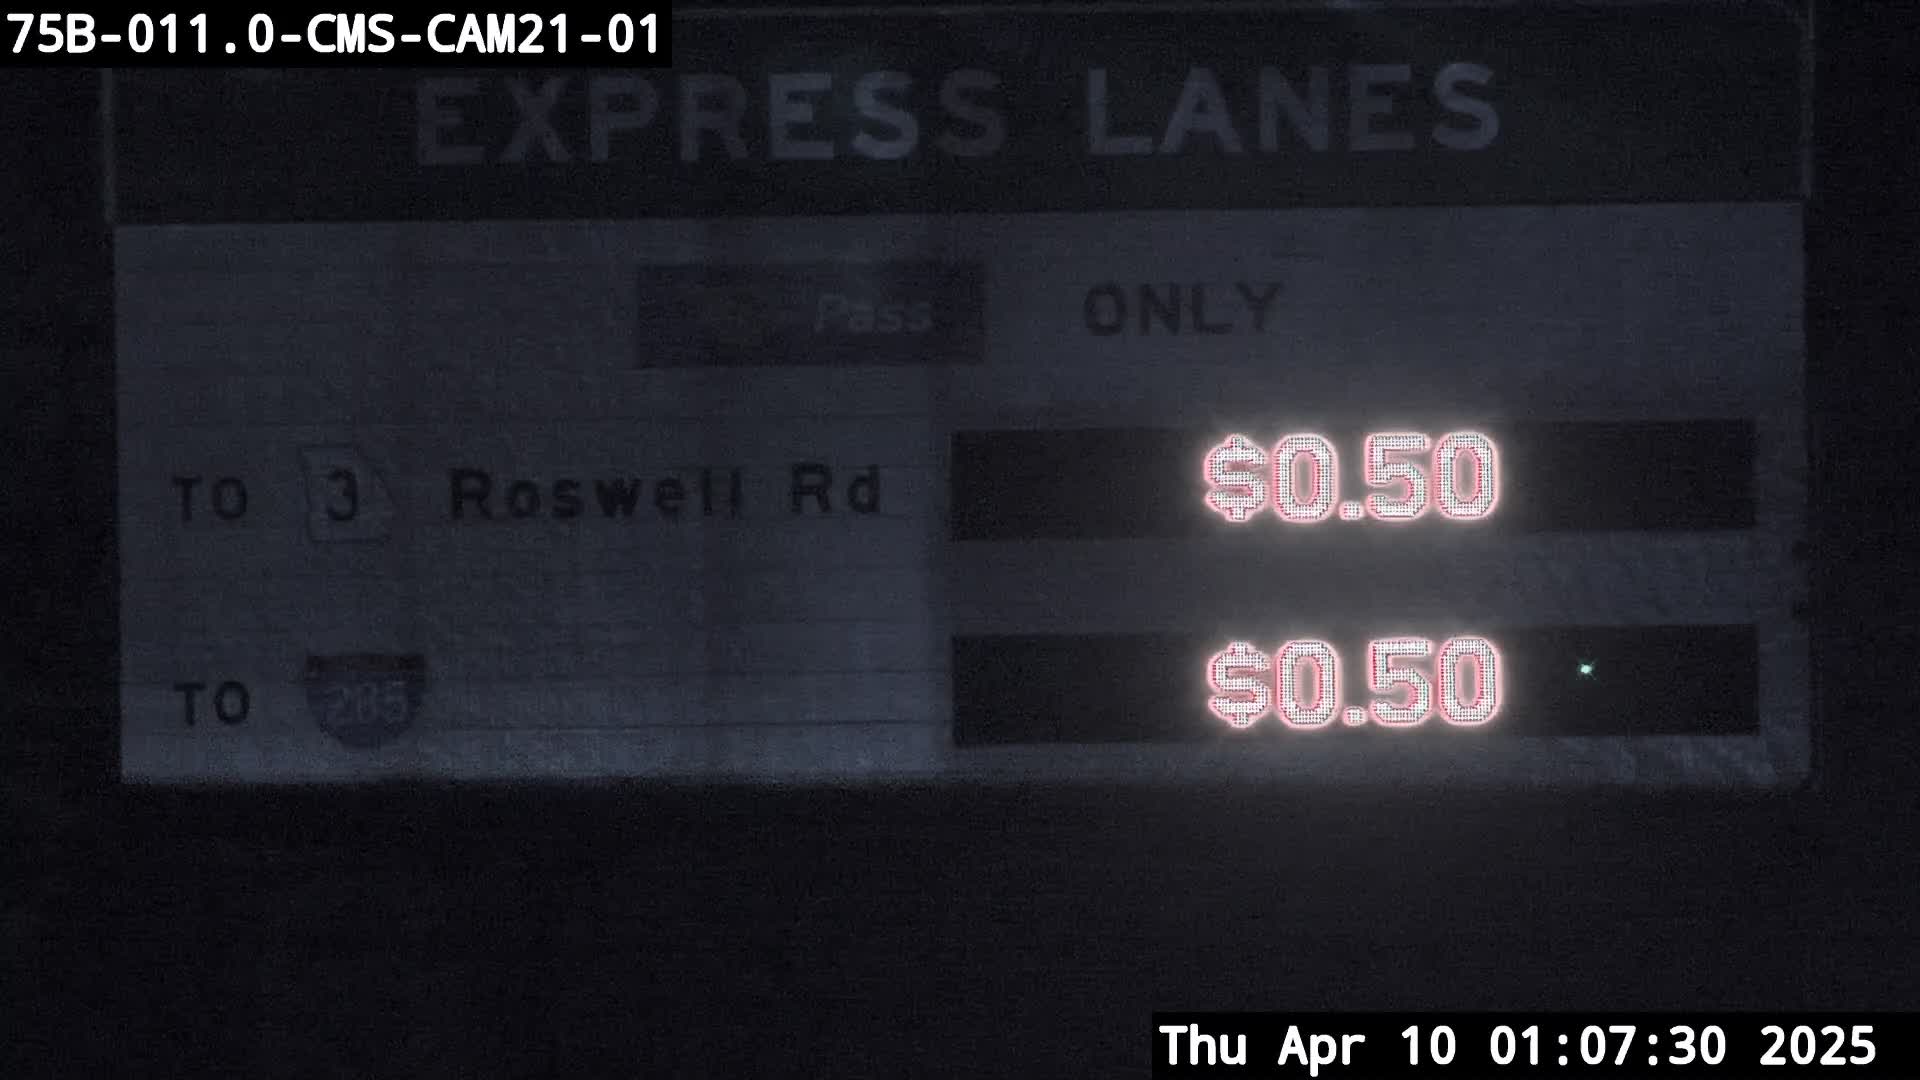 75B-011.0-CMS-CAM21-01
EXPRESS LANES
Pass ONLY
TO 3 Roswell Rd $0.50
TO 285 $0.50
Thu Apr 10 01:07:30 2025